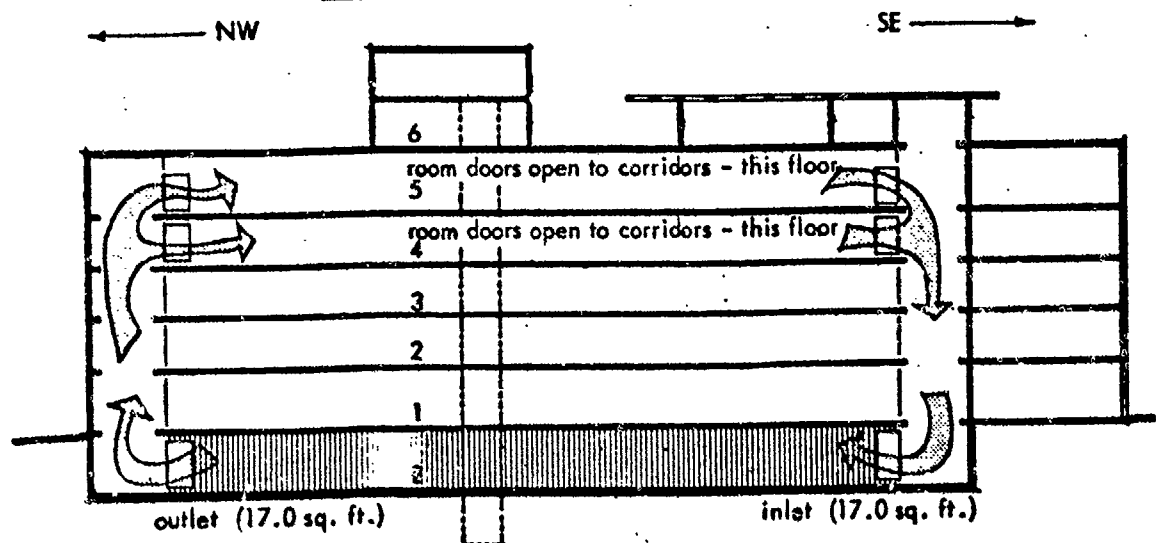 NW
SE
6
room doors open to corridors - this floor
5
room doors open to corridors - this floor
4
3
2
1
outlet (17.0 sq. ft.)
inlet (17.0 sq. ft.)